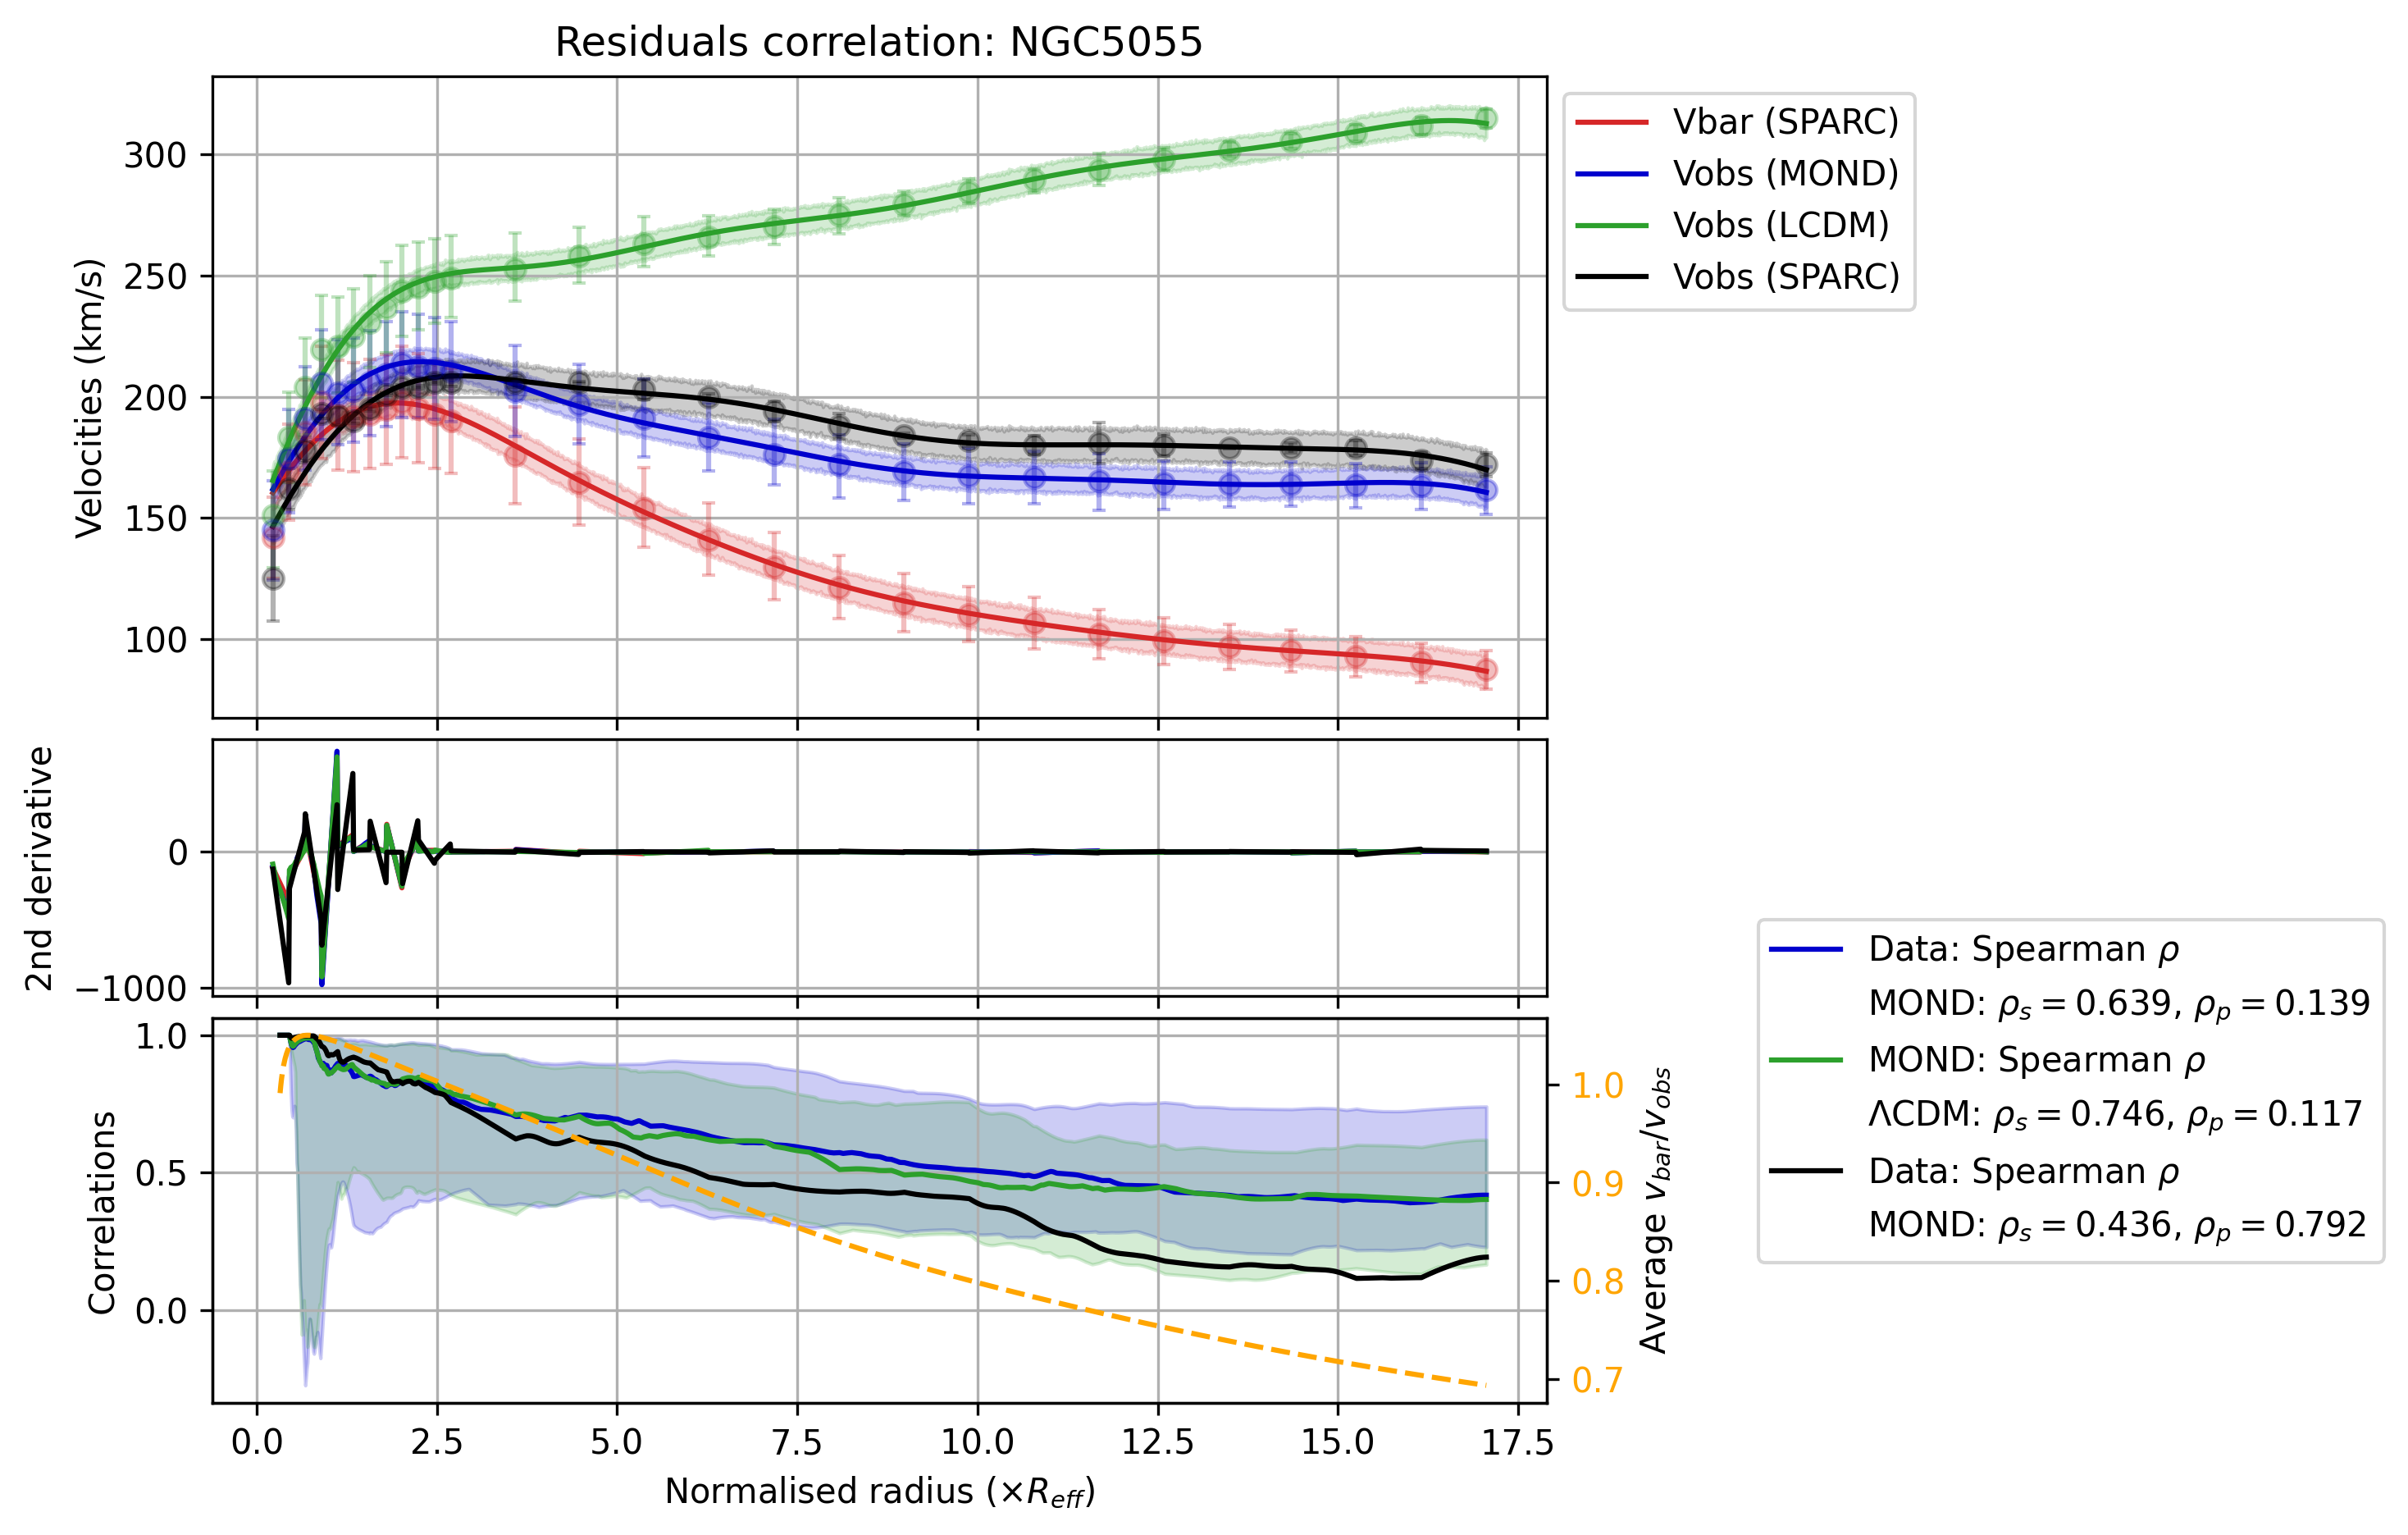 Residuals correlation: NGC5055
Velocities (km/s)
300
250
200
150
100
Vbar (SPARC)
Vobs (MOND)
Vobs (LCDM)
Vobs (SPARC)
2nd derivative
0
−1000
Correlations
1.0
0.5
0.0
1.0
0.9
0.8
0.7
Average v_bar/v_obs
Data: Spearman ρ
MOND: ρ_s = 0.639, ρ_p = 0.139
MOND: Spearman ρ
ΛCDM: ρ_s = 0.746, ρ_p = 0.117
Data: Spearman ρ
MOND: ρ_s = 0.436, ρ_p = 0.792
0.0 2.5 5.0 7.5 10.0 12.5 15.0 17.5
Normalised radius (×R_eff)